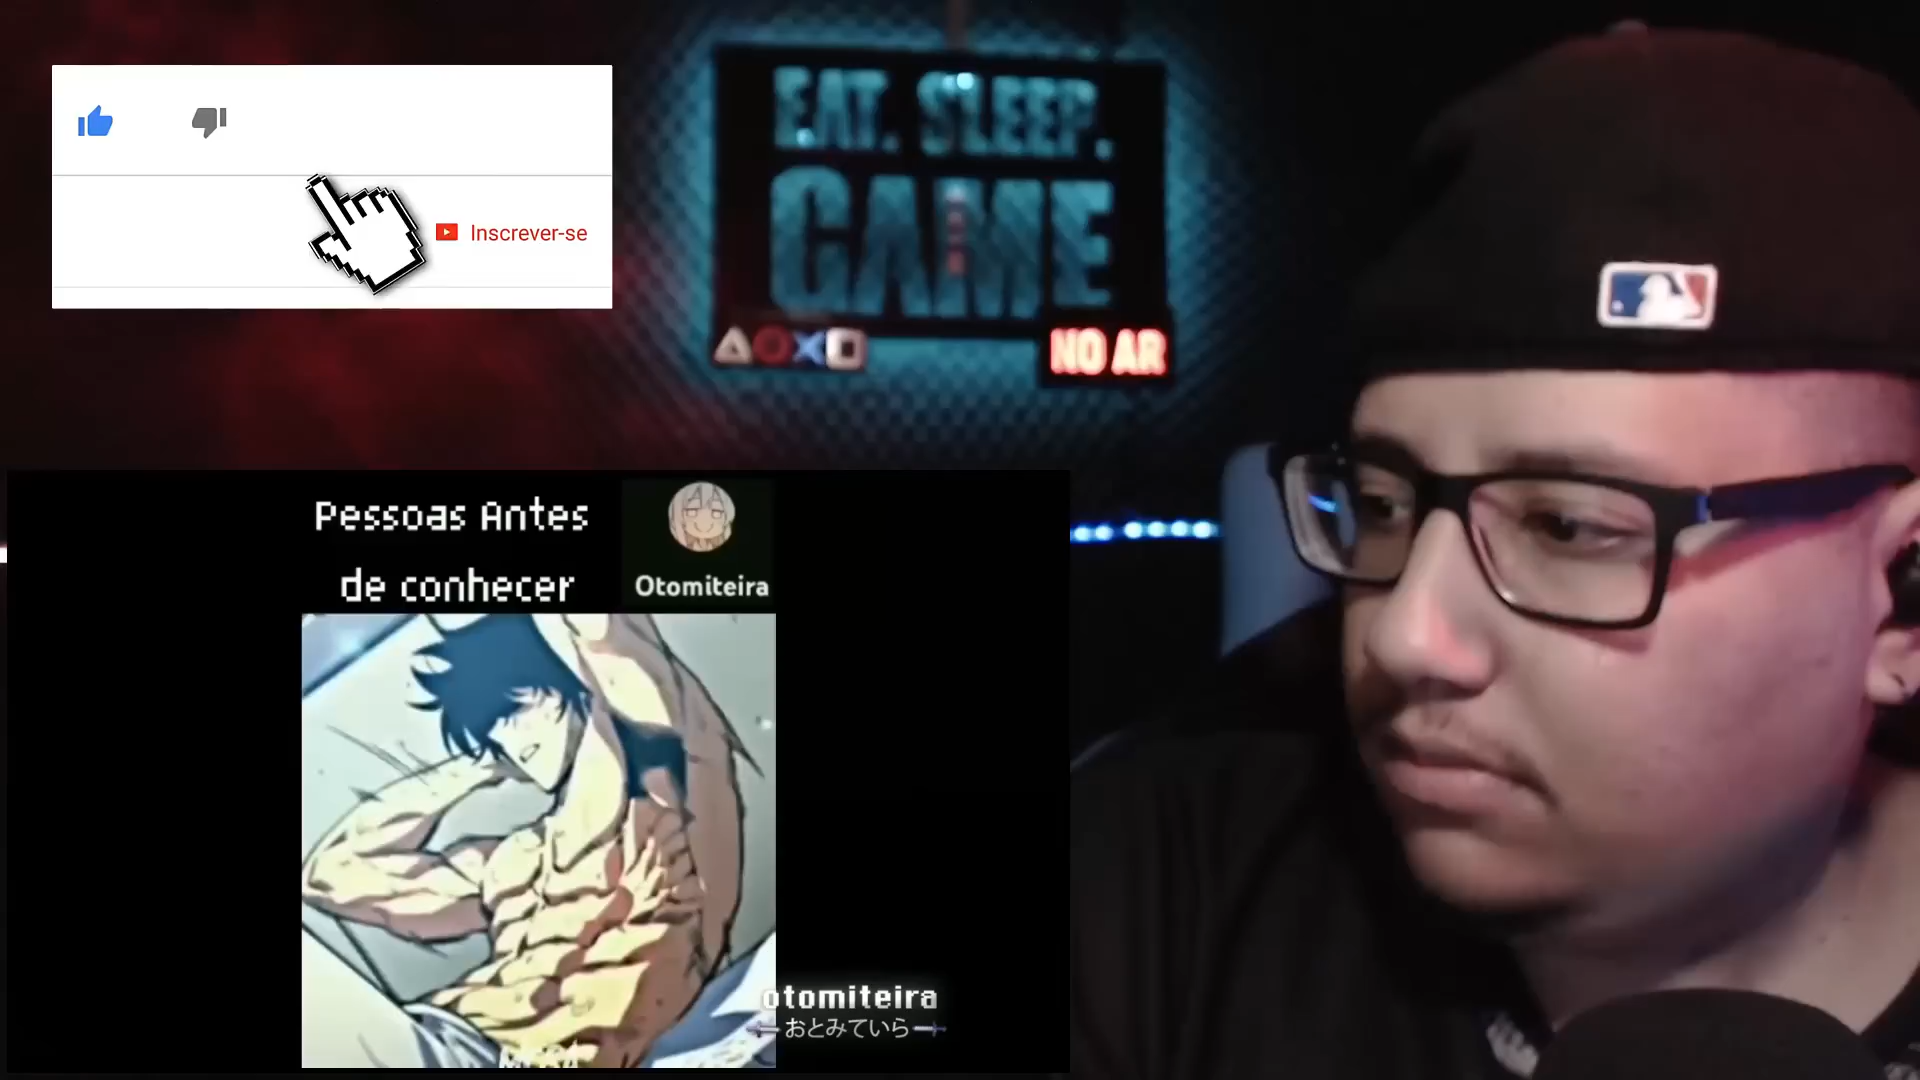 EAT. SLEEP.
GAME
NO AR
Inscrever-se
Pessoas Antes
de conhecer
Otomiteira
otomiteira
おとみていら